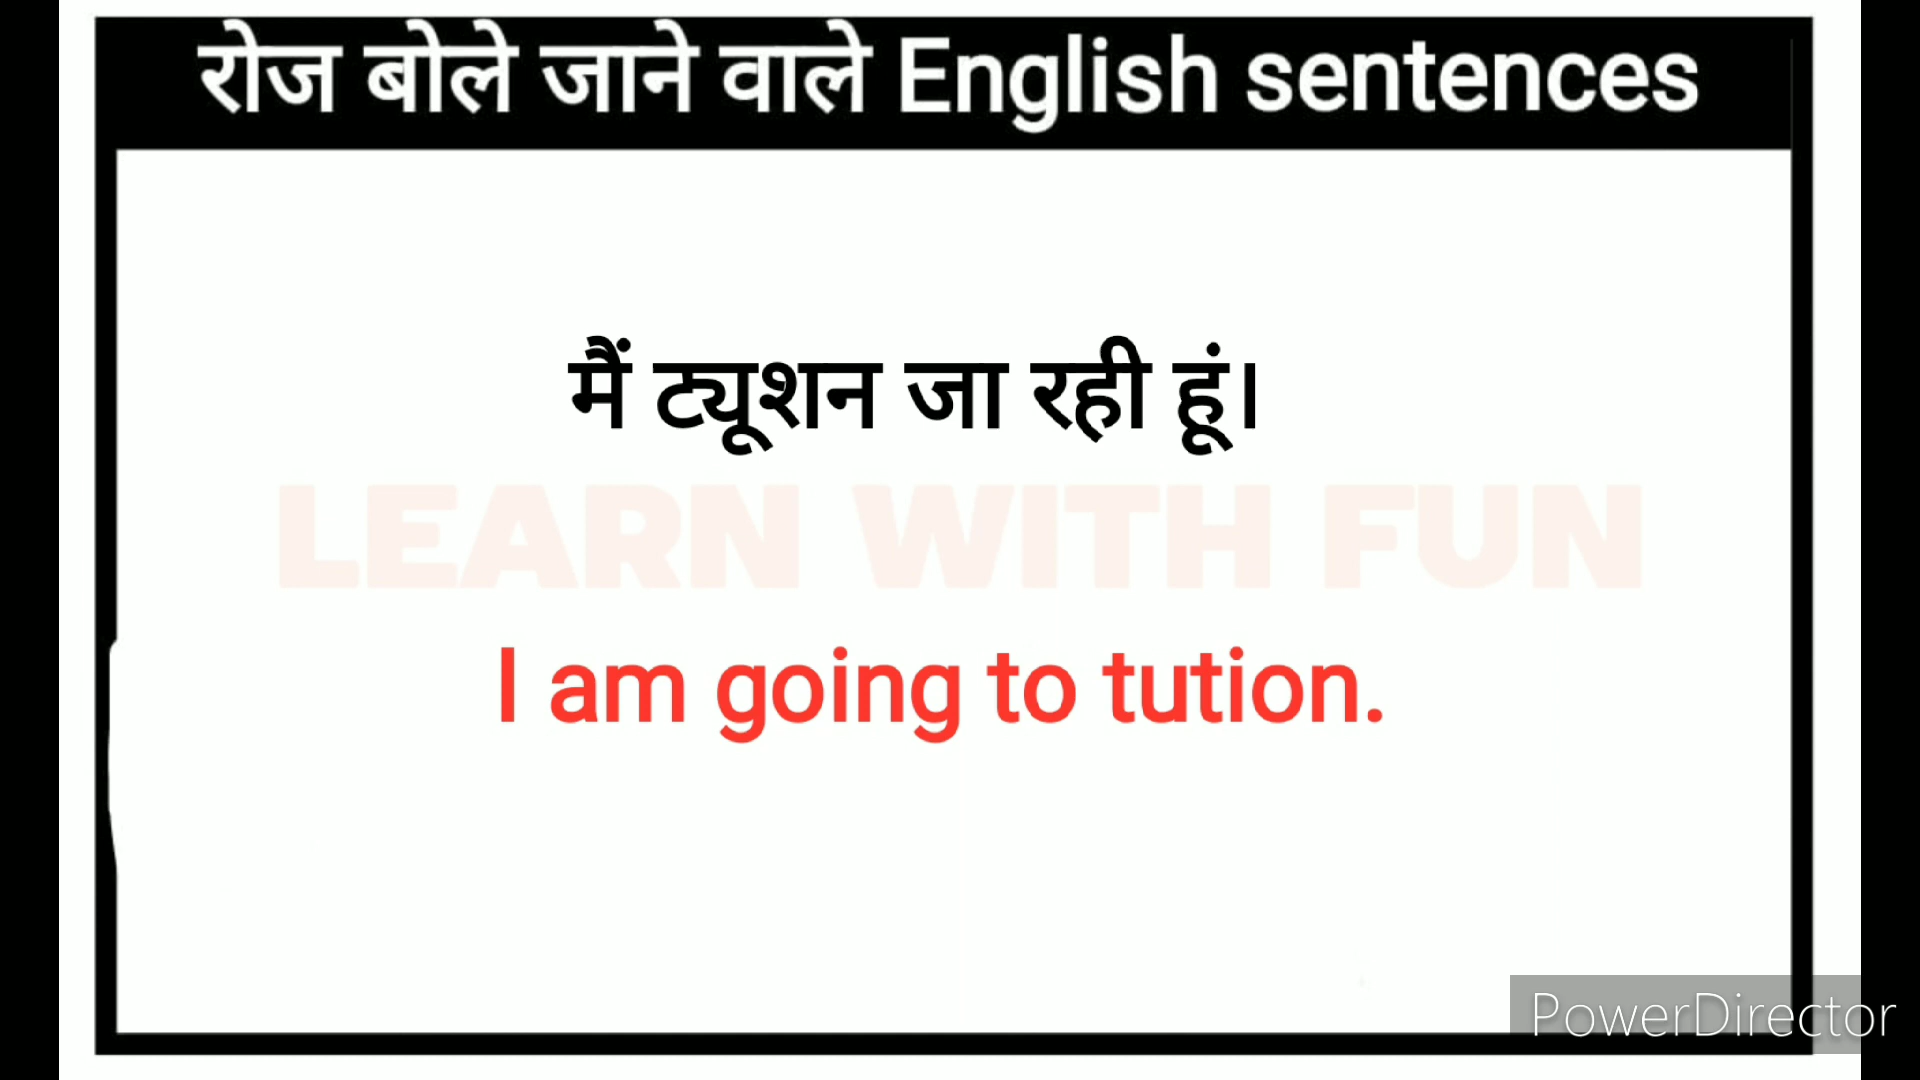 रोज बोले जाने वाले English sentences
मैं ट्यूशन जा रही हूं।
LEARN WITH FUN
I am going to tution.
PowerDirector